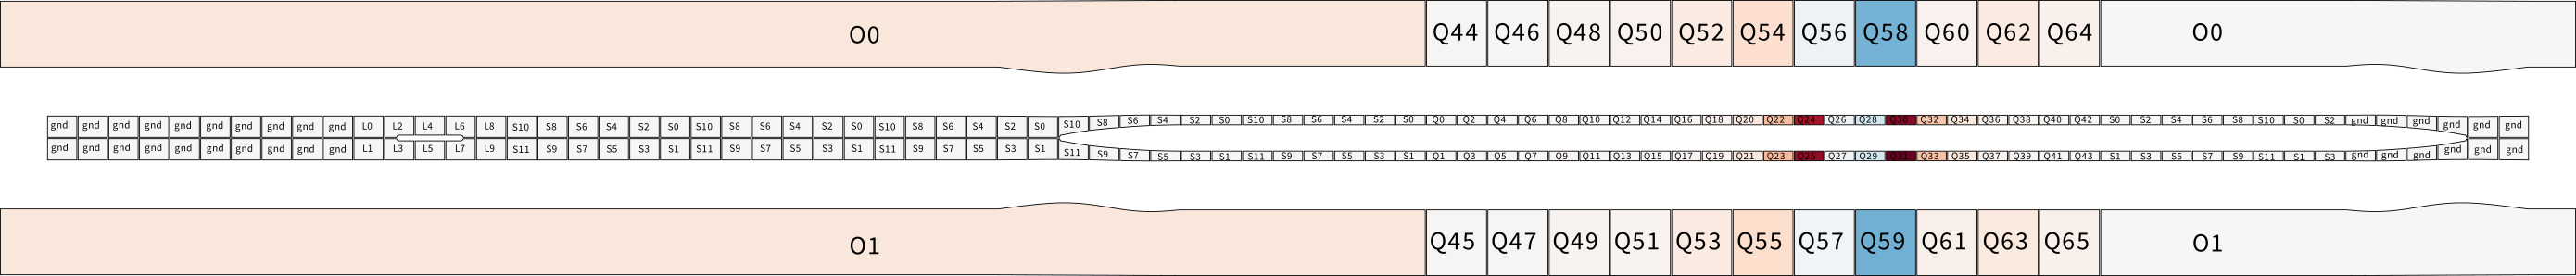 O0 Q44 Q46 Q48 Q50 Q52 Q54 Q56 Q58 Q60 Q62 Q64 O0
gnd gnd gnd gnd gnd gnd gnd gnd gnd gnd L0 L2 L4 L6 L8 S10 S8 S6 S4 S2 S0 S10 S8 S6 S4 S2 S0 S10 S8 S6 S4 S2 S0 S10 S8 S6 S4 S2 S0 S10 S8 S6 S4 S2 S0 Q0 Q2 Q4 Q6 Q8 Q10 Q12 Q14 Q16 Q18 Q20 Q22 Q24 Q26 Q28 Q30 Q32 Q34 Q36 Q38 Q40 Q42 S0 S2 S4 S6 S8 S10 S0 S2 gnd gnd gnd gnd gnd gnd
gnd gnd gnd gnd gnd gnd gnd gnd gnd gnd L1 L3 L5 L7 L9 S11 S9 S7 S5 S3 S1 S11 S9 S7 S5 S3 S1 S11 S9 S7 S5 S3 S1 S11 S9 S7 S5 S3 S1 S11 S9 S7 S5 S3 S1 Q1 Q3 Q5 Q7 Q9 Q11 Q13 Q15 Q17 Q19 Q21 Q23 Q25 Q27 Q29 Q31 Q33 Q35 Q37 Q39 Q41 Q43 S1 S3 S5 S7 S9 S11 S1 S3 gnd gnd gnd gnd gnd gnd
O1 Q45 Q47 Q49 Q51 Q53 Q55 Q57 Q59 Q61 Q63 Q65 O1